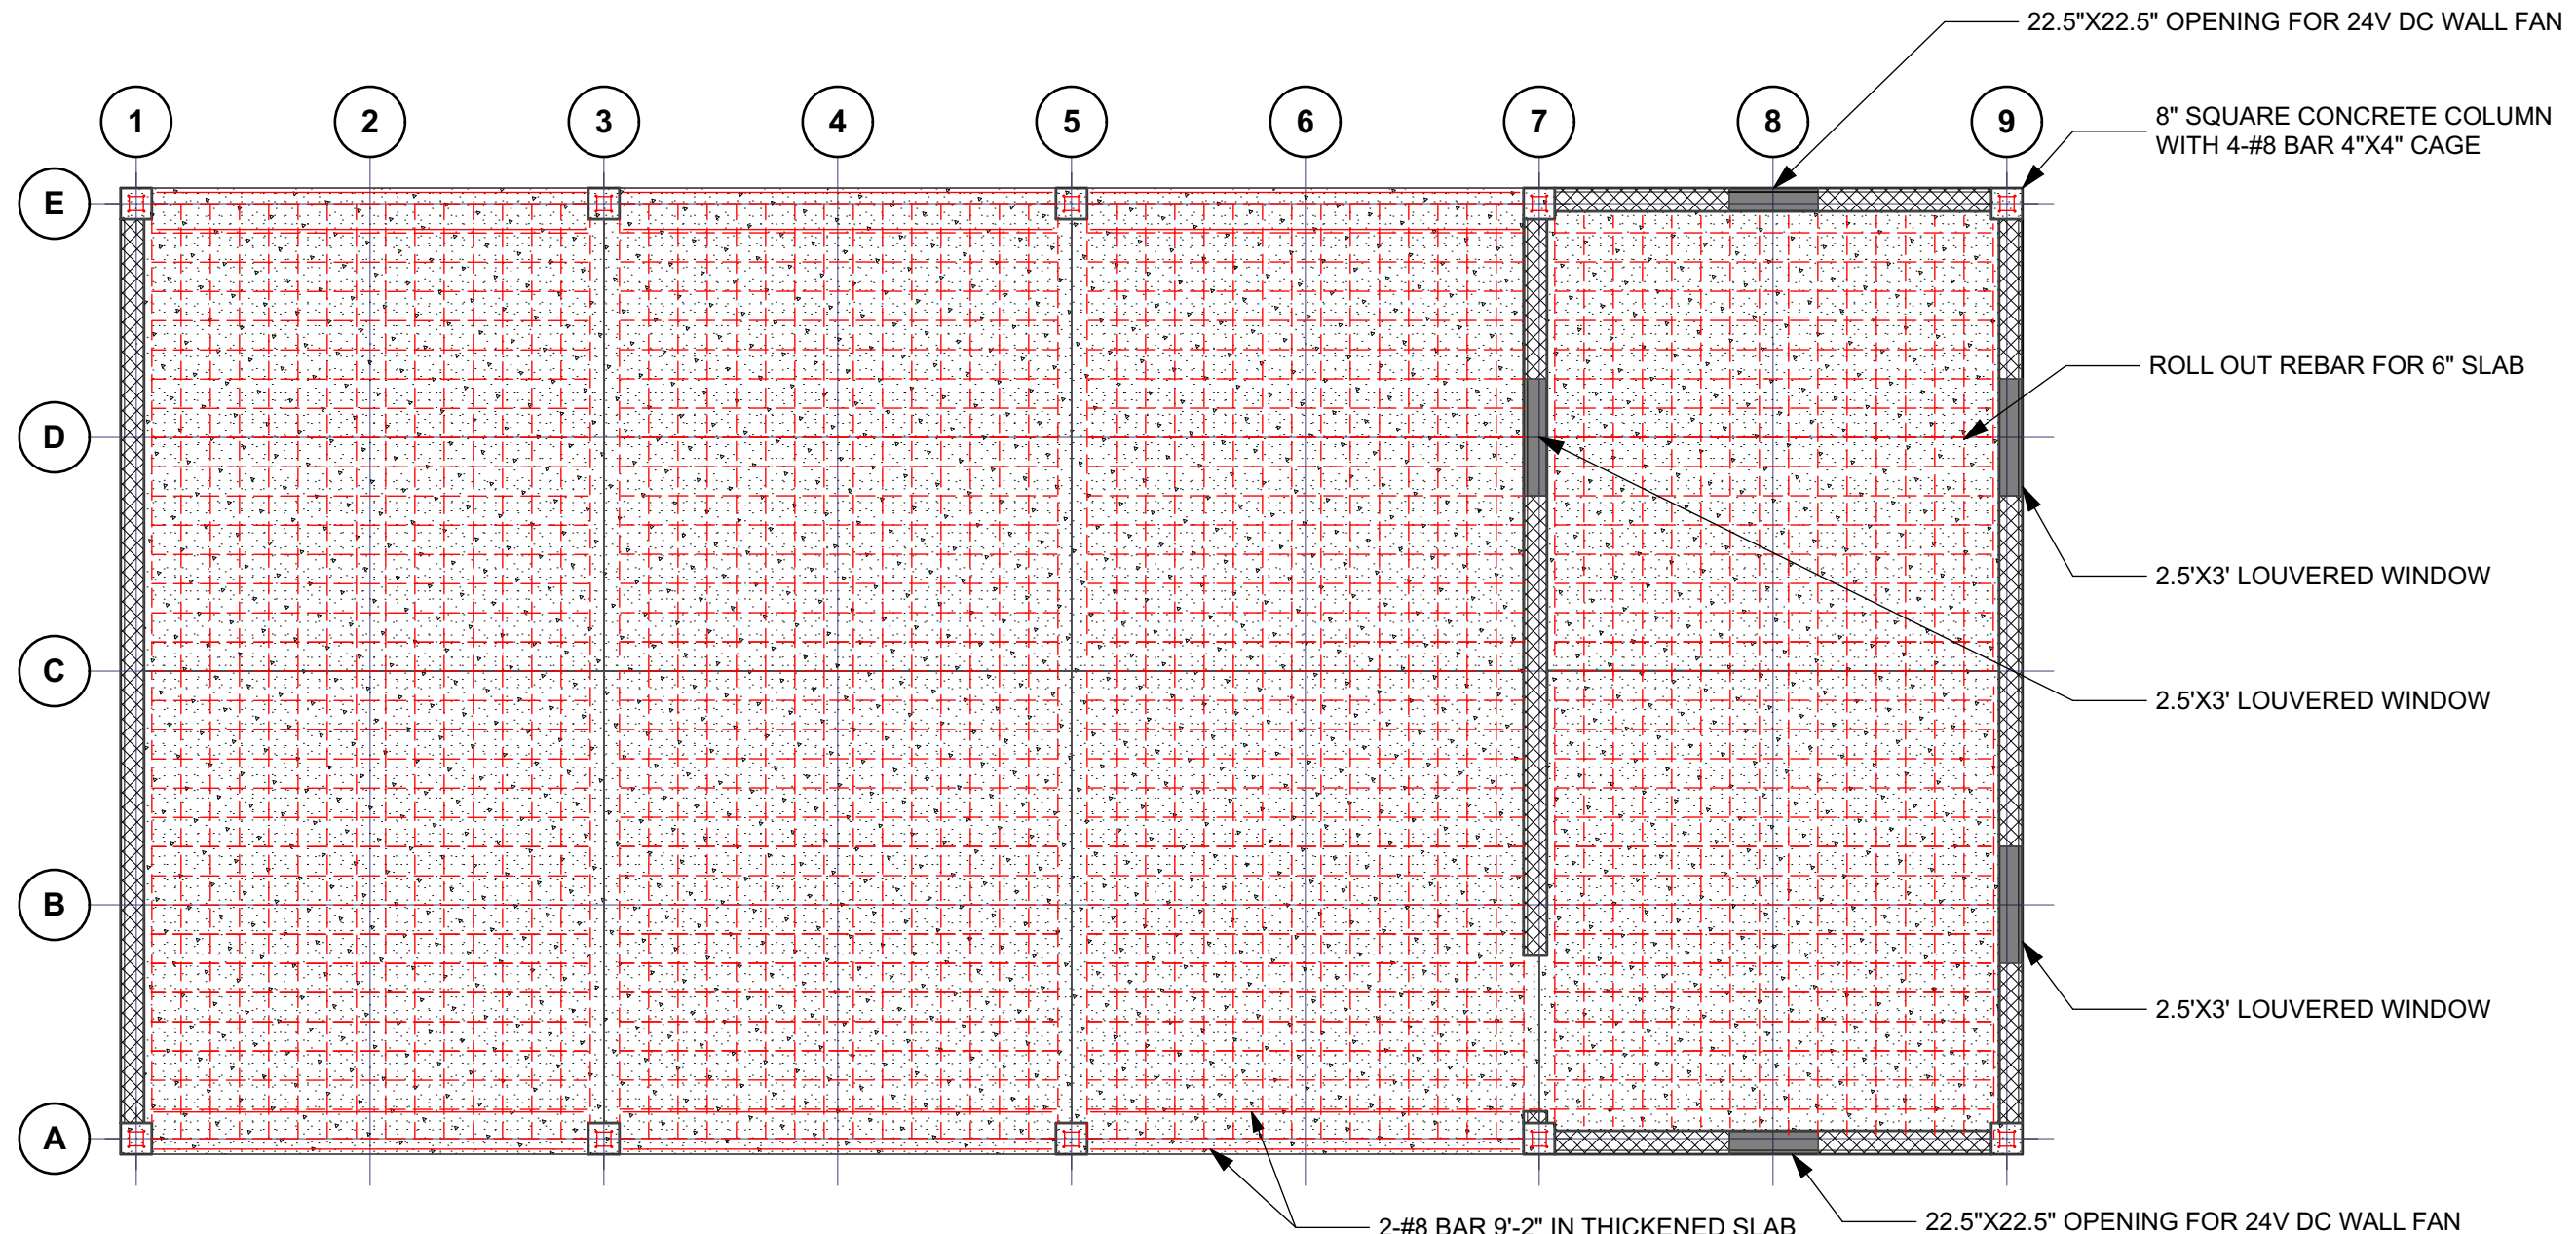 22.5"X22.5" OPENING FOR 24V DC WALL FAN
1 2 3 4 5 6 7 8 9
8" SQUARE CONCRETE COLUMN
WITH 4-#8 BAR 4"X4" CAGE
E
ROLL OUT REBAR FOR 6" SLAB
D
2.5'X3' LOUVERED WINDOW
C
2.5'X3' LOUVERED WINDOW
B
2.5'X3' LOUVERED WINDOW
A
2-#8 BAR 9'-2" IN THICKENED SLAB
22.5"X22.5" OPENING FOR 24V DC WALL FAN